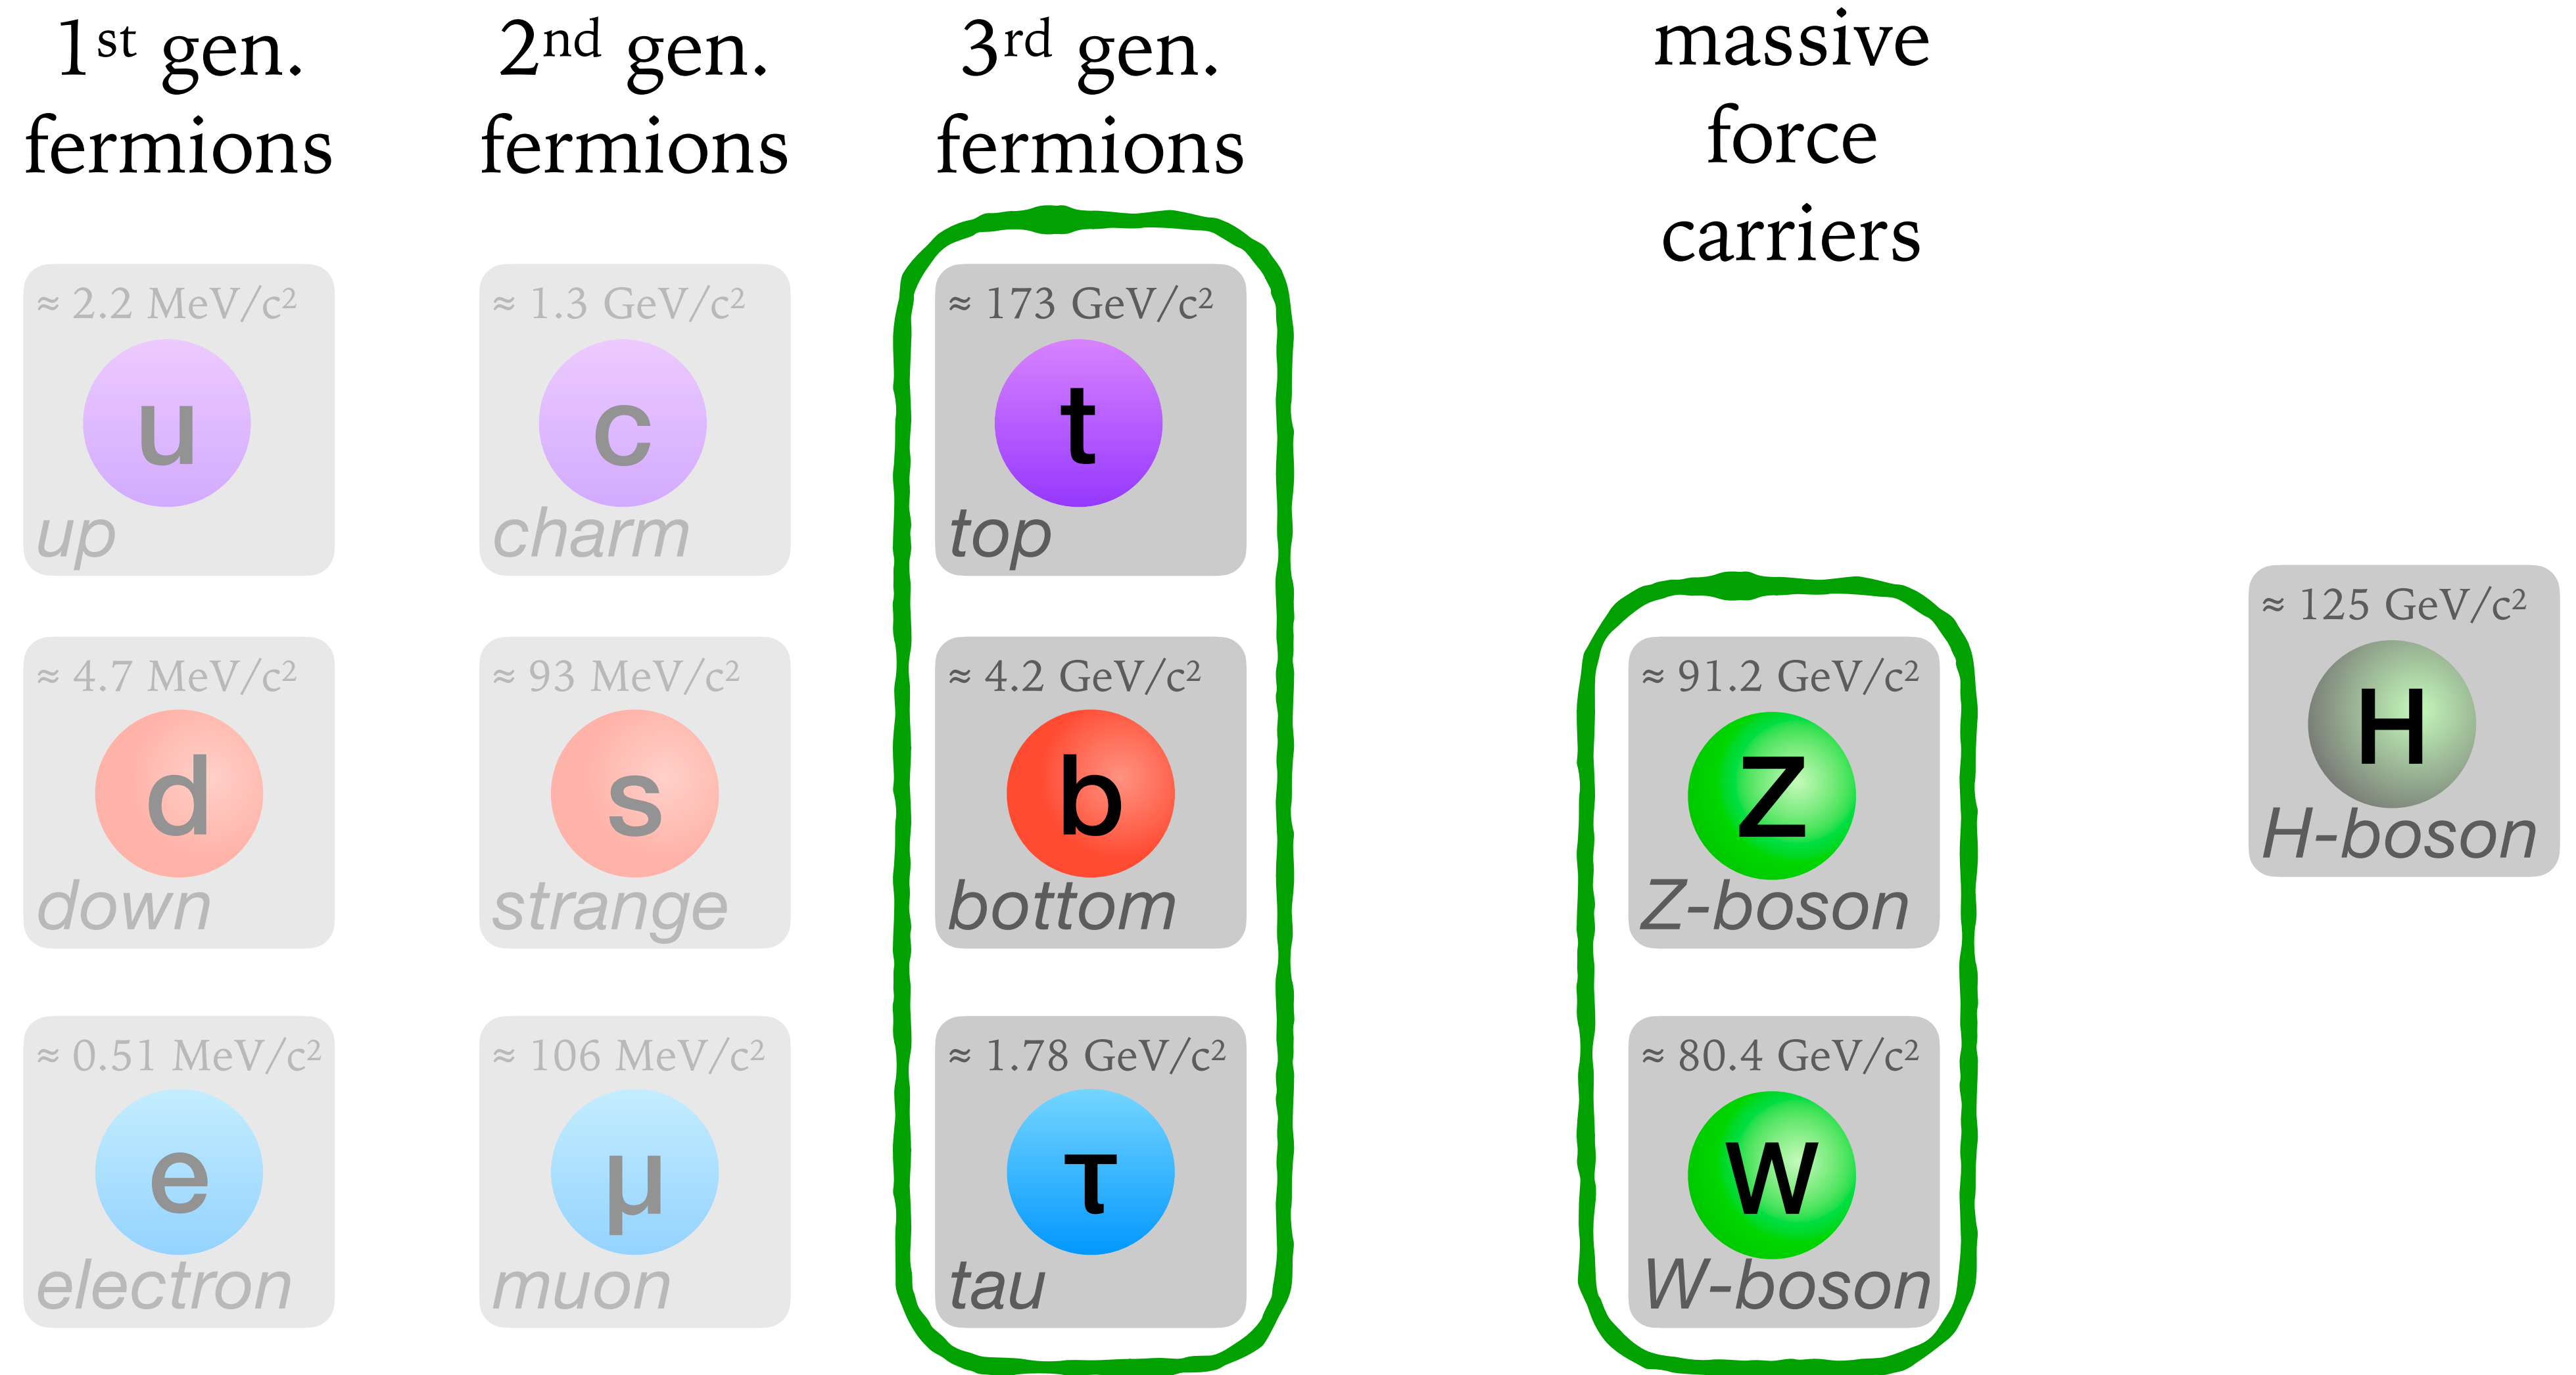 1st gen.
fermions
2nd gen.
fermions
3rd gen.
fermions
massive
force
carriers
≈ 2.2 MeV/c²
u
up
≈ 1.3 GeV/c²
c
charm
≈ 173 GeV/c²
t
top
≈ 4.7 MeV/c²
d
down
≈ 93 MeV/c²
s
strange
≈ 4.2 GeV/c²
b
bottom
≈ 91.2 GeV/c²
Z
Z-boson
≈ 125 GeV/c²
H
H-boson
≈ 0.51 MeV/c²
e
electron
≈ 106 MeV/c²
μ
muon
≈ 1.78 GeV/c²
τ
tau
≈ 80.4 GeV/c²
W
W-boson